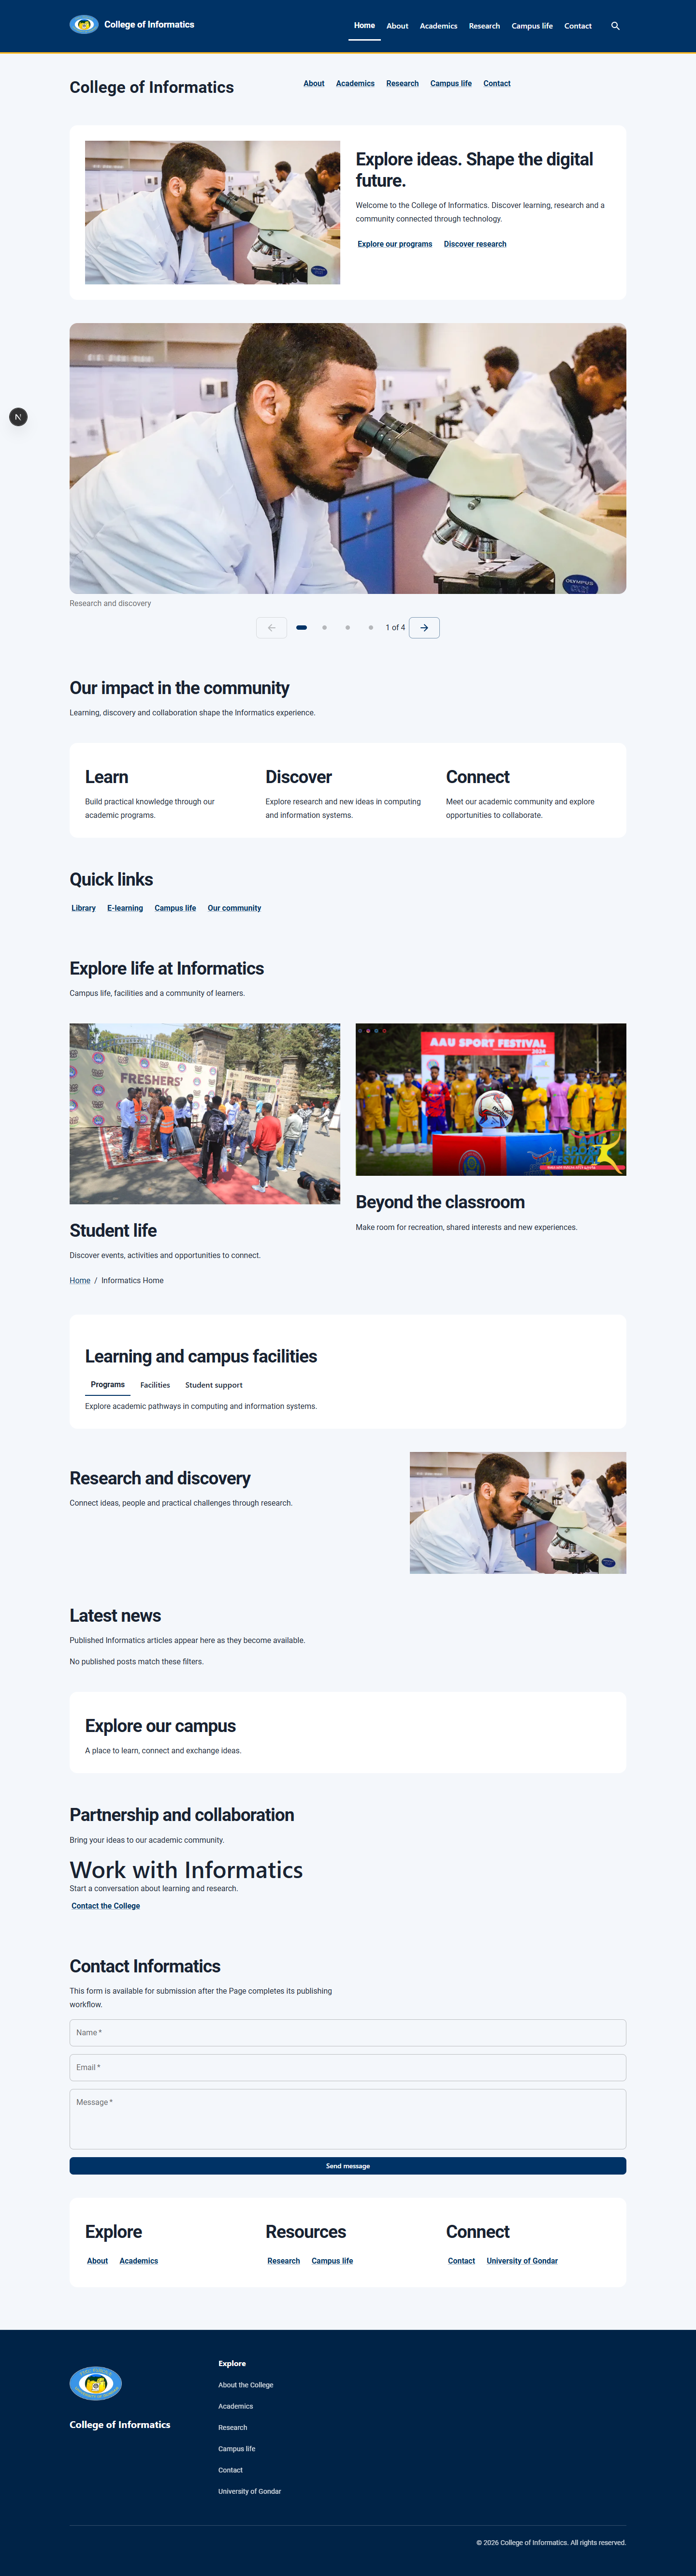 College of Informatics
Home About Academics Research Campus life Contact
College of Informatics
About Academics Research Campus life Contact
Explore ideas. Shape the digital
future.
Welcome to the College of Informatics. Discover learning, research and a
community connected through technology.
Explore our programs Discover research
N
OLYMPUS
Research and discovery
1 of 4
Our impact in the community
Learning, discovery and collaboration shape the Informatics experience.
Learn
Build practical knowledge through our
academic programs.
Discover
Explore research and new ideas in computing
and information systems.
Connect
Meet our academic community and explore
opportunities to collaborate.
Quick links
Library E-learning Campus life Our community
Explore life at Informatics
Campus life, facilities and a community of learners.
FRESHERS'
AAU SPORT FESTIVAL
2024
FESTIVAL
Student life
Discover events, activities and opportunities to connect.
Beyond the classroom
Make room for recreation, shared interests and new experiences.
Home / Informatics Home
Learning and campus facilities
Programs Facilities Student support
Explore academic pathways in computing and information systems.
Research and discovery
Connect ideas, people and practical challenges through research.
Latest news
Published Informatics articles appear here as they become available.
No published posts match these filters.
Explore our campus
A place to learn, connect and exchange ideas.
Partnership and collaboration
Bring your ideas to our academic community.
Work with Informatics
Start a conversation about learning and research.
Contact the College
Contact Informatics
This form is available for submission after the Page completes its publishing
workflow.
Name *
Email *
Message *
Send message
Explore
About Academics
Resources
Research Campus life
Connect
Contact University of Gondar
College of Informatics
Explore
About the College
Academics
Research
Campus life
Contact
University of Gondar
© 2026 College of Informatics. All rights reserved.